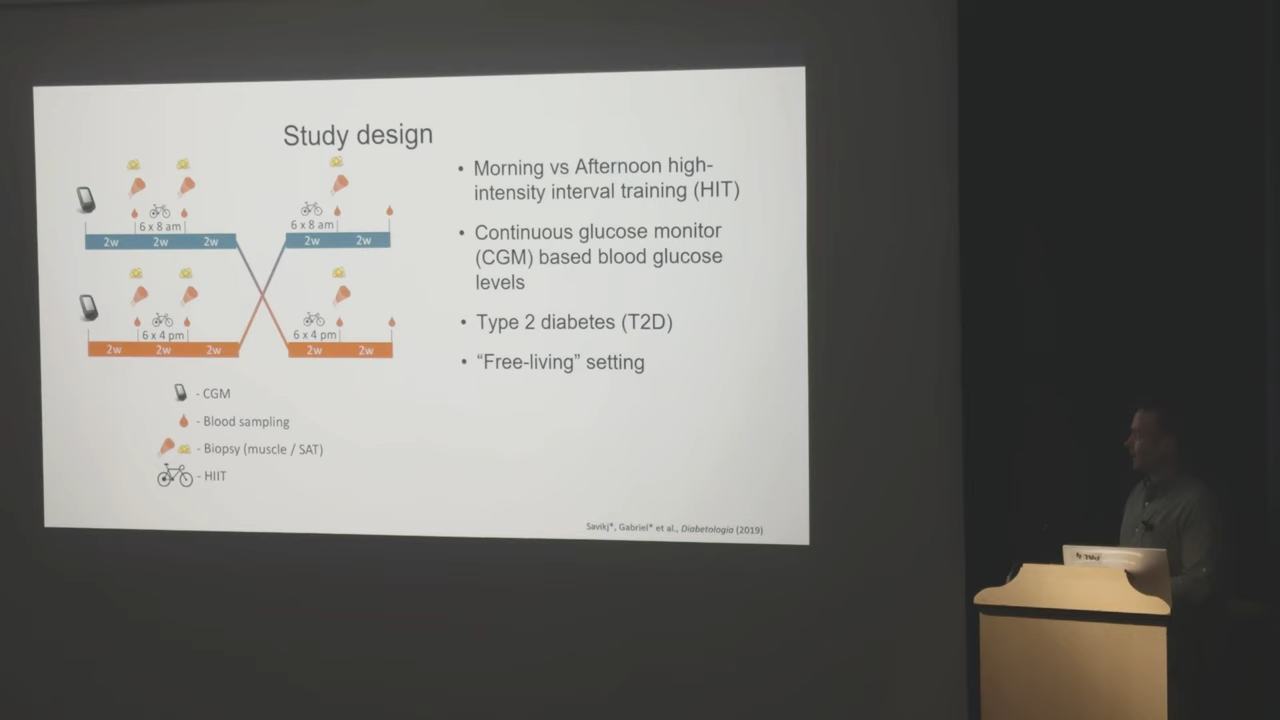 Study design
6 x 8 am
2w 2w 2w
6 x 8 am
2w 2w
6 x 4 pm
2w 2w 2w
6 x 4 pm
2w 2w
- CGM
- Blood sampling
- Biopsy (muscle / SAT)
- HIIT
• Morning vs Afternoon high-
intensity interval training (HIT)
• Continuous glucose monitor
(CGM) based blood glucose
levels
• Type 2 diabetes (T2D)
• “Free-living” setting
Savikj*, Gabriel* et al., Diabetologia (2019)